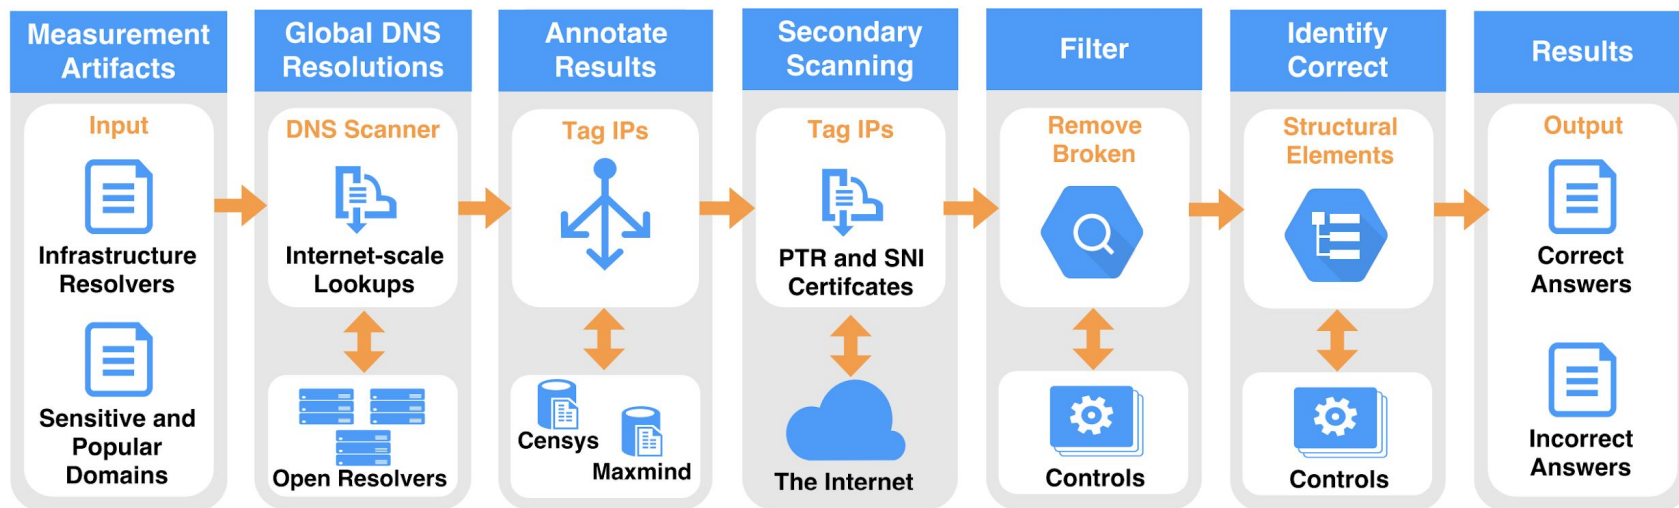 Measurement
Artifacts
Input
Infrastructure
Resolvers
Sensitive and
Popular
Domains
Global DNS
Resolutions
DNS Scanner
Internet-scale
Lookups
Open Resolvers
Annotate
Results
Tag IPs
Censys
Maxmind
Secondary
Scanning
Tag IPs
PTR and SNI
Certifcates
The Internet
Filter
Remove
Broken
Controls
Identify
Correct
Structural
Elements
Controls
Results
Output
Correct
Answers
Incorrect
Answers